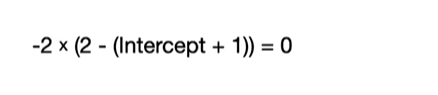 -2 × (2 - (Intercept + 1)) = 0